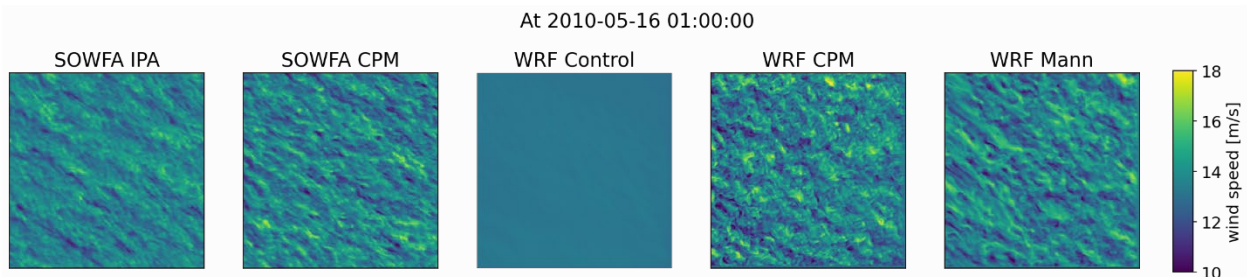 At 2010-05-16 01:00:00
SOWFA IPA
SOWFA CPM
WRF Control
WRF CPM
WRF Mann
18
16
14
12
10
wind speed [m/s]